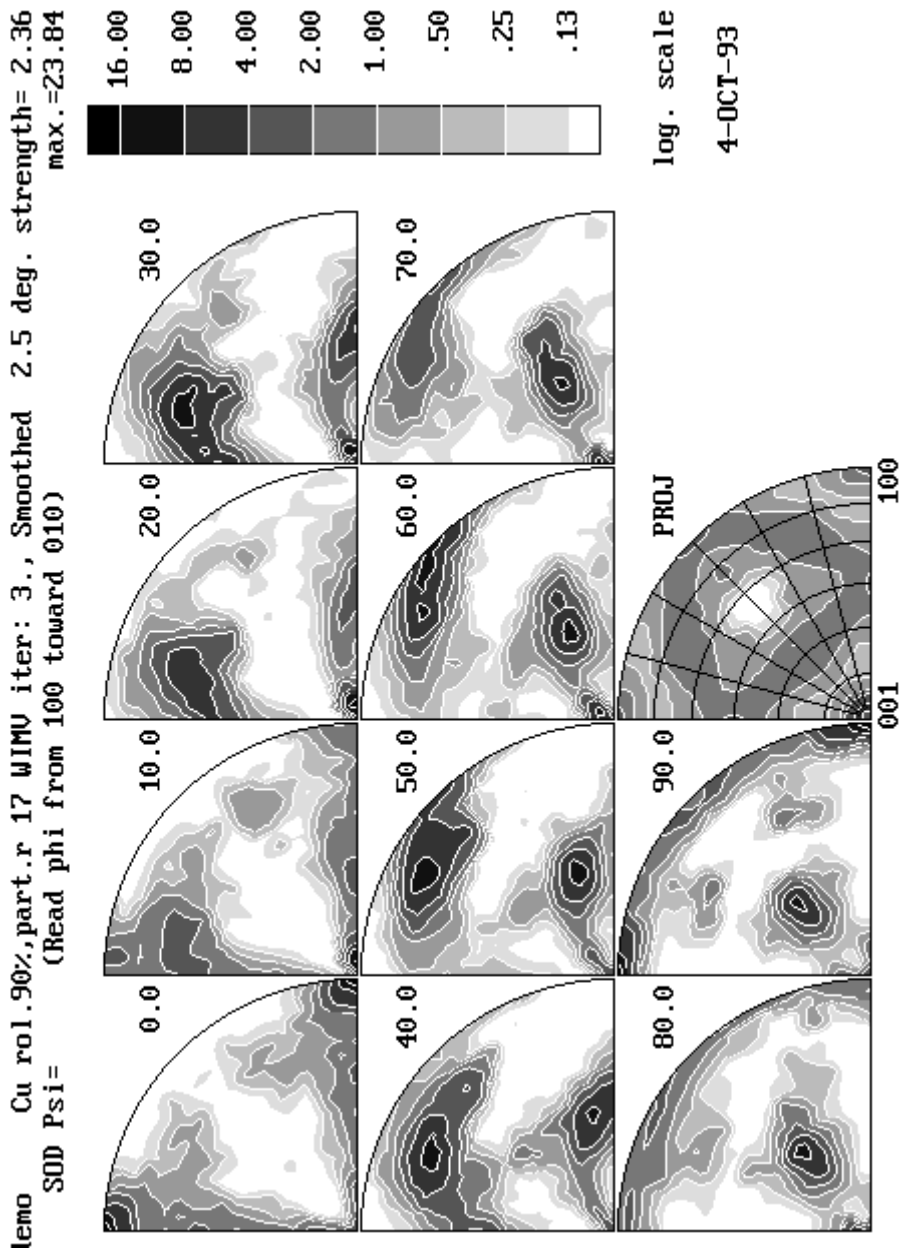 demo Cu rol.90%,part.r 17 WIMV iter: 3., Smoothed 2.5 deg. strength= 2.36
SOD Psi= (Read phi from 100 toward 010) max.=23.84
0.0 10.0 20.0 30.0
40.0 50.0 60.0 70.0
80.0 90.0 PROJ
001 100
16.00
8.00
4.00
2.00
1.00
.50
.25
.13
log. scale
4-OCT-93